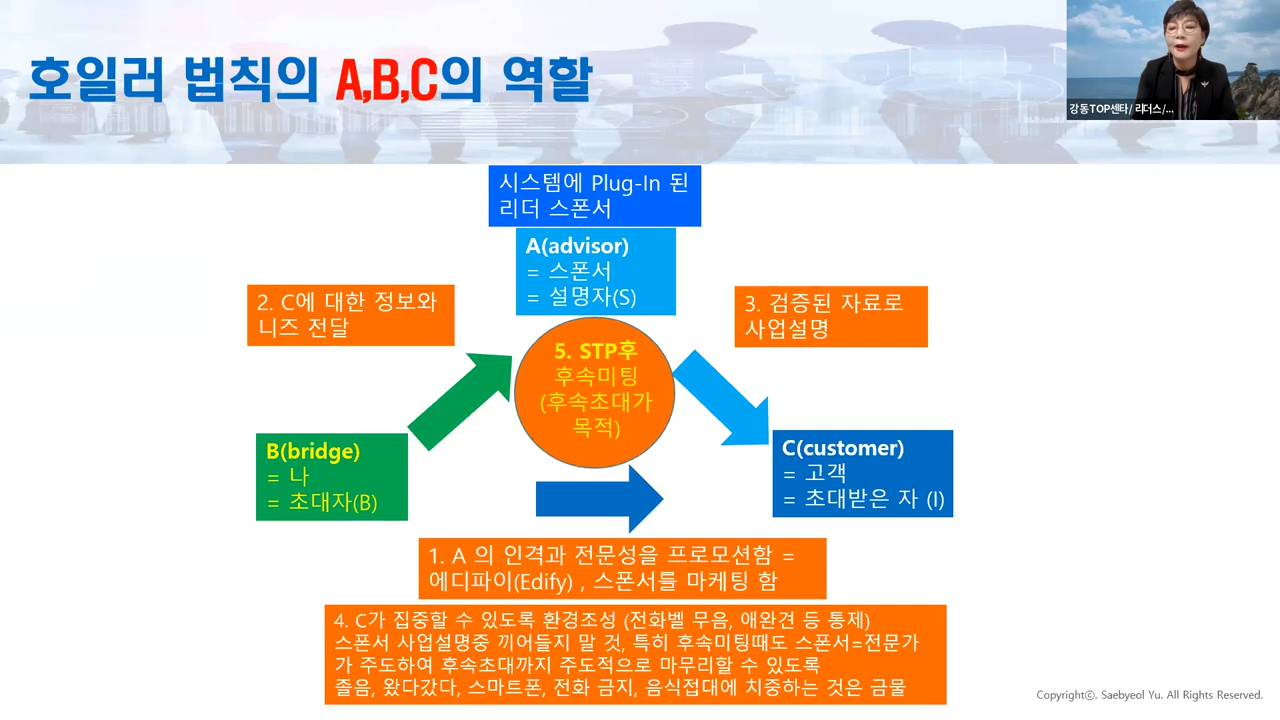 호일러 법칙의 A,B,C의 역할
강동TOP센타/ 리더스/...
시스템에 Plug-In 된
리더 스폰서
A(advisor)
= 스폰서
= 설명자(S)
2. C에 대한 정보와
니즈 전달
3. 검증된 자료로
사업설명
5. STP후
후속미팅
(후속초대가
목적)
B(bridge)
= 나
= 초대자(B)
C(customer)
= 고객
= 초대받은 자 (I)
1. A 의 인격과 전문성을 프로모션함 =
에디파이(Edify) , 스폰서를 마케팅 함
4. C가 집중할 수 있도록 환경조성 (전화벨 무음, 애완견 등 통제)
스폰서 사업설명중 끼어들지 말 것, 특히 후속미팅때도 스폰서=전문가
가 주도하여 후속초대까지 주도적으로 마무리할 수 있도록
졸음, 왔다갔다, 스마트폰, 전화 금지, 음식접대에 치중하는 것은 금물
Copyrightⓒ. Saebyeol Yu. All Rights Reserved.